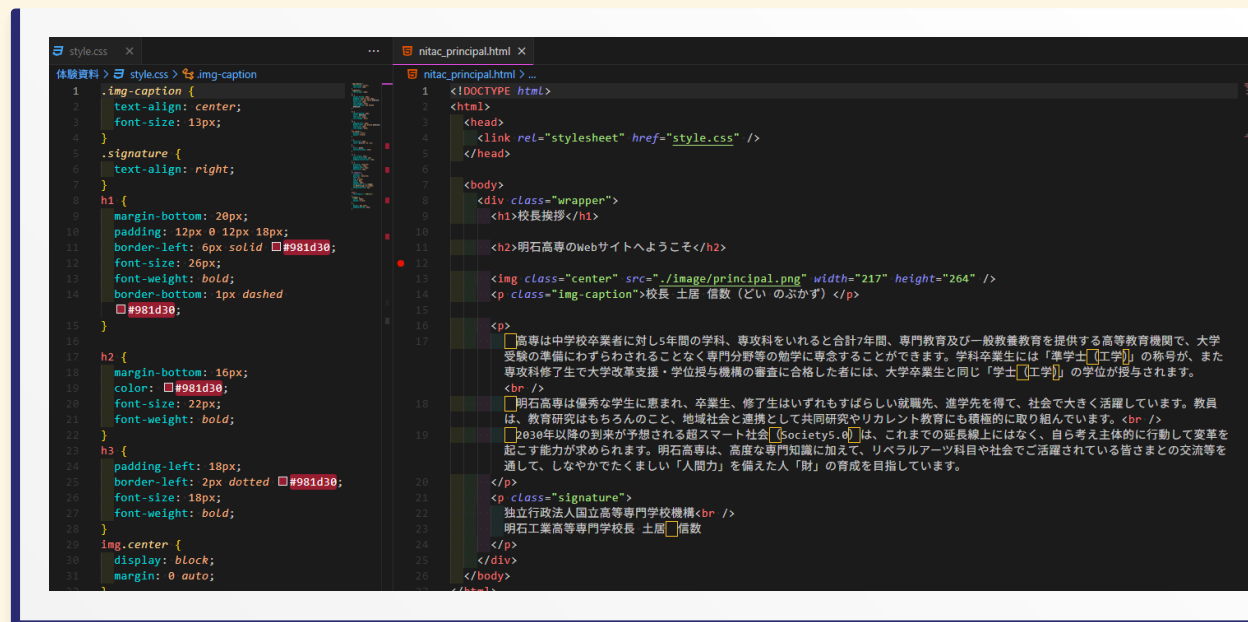 style.css
体験資料 > style.css > .img-caption
1 .img-caption {
2 text-align: center;
3 font-size: 13px;
4 }
5 .signature {
6 text-align: right;
7 }
8 h1 {
9 margin-bottom: 20px;
10 padding: 12px 0 12px 18px;
11 border-left: 6px solid #981d30;
12 font-size: 26px;
13 font-weight: bold;
14 border-bottom: 1px dashed
#981d30;
15 }
16
17 h2 {
18 margin-bottom: 16px;
19 color: #981d30;
20 font-size: 22px;
21 font-weight: bold;
22 }
23 h3 {
24 padding-left: 18px;
25 border-left: 2px dotted #981d30;
26 font-size: 18px;
27 font-weight: bold;
28 }
29 img.center {
30 display: block;
31 margin: 0 auto;
nitac_principal.html
nitac_principal.html > ...
1 <!DOCTYPE html>
2 <html>
3 <head>
4 <link rel="stylesheet" href="style.css" />
5 </head>
6
7 <body>
8 <div class="wrapper">
9 <h1>校長挨拶</h1>
10
11 <h2>明石高専のWebサイトへようこそ</h2>
12
13 <img class="center" src="./image/principal.png" width="217" height="264" />
14 <p class="img-caption">校長 土居 信数（どい のぶかず）</p>
15
16 <p>
17 　高専は中学校卒業者に対し5年間の学科、専攻科をいれると合計7年間、専門教育及び一般教養教育を提供する高等教育機関で、大学
受験の準備にわずらわされることなく専門分野等の勉学に専念することができます。学科卒業生には「準学士（工学）」の称号が、また
専攻科修了生で大学改革支援・学位授与機構の審査に合格した者には、大学卒業生と同じ「学士（工学）」の学位が授与されます。
<br />
18 　明石高専は優秀な学生に恵まれ、卒業生、修了生はいずれもすばらしい就職先、進学先を得て、社会で大きく活躍しています。教員
は、教育研究はもちろんのこと、地域社会と連携として共同研究やリカレント教育にも積極的に取り組んでいます。<br />
19 　2030年以降の到来が予想される超スマート社会（Society5.0）は、これまでの延長線上にはなく、自ら考え主体的に行動して変革を
起こす能力が求められます。明石高専は、高度な専門知識に加えて、リベラルアーツ科目や社会でご活躍されている皆さまとの交流等を
通して、しなやかでたくましい「人間力」を備えた人「財」の育成を目指しています。
20 </p>
21 <p class="signature">
22 独立行政法人国立高等専門学校機構<br />
23 明石工業高等専門学校長 土居　信数
24 </p>
25 </div>
26 </body>